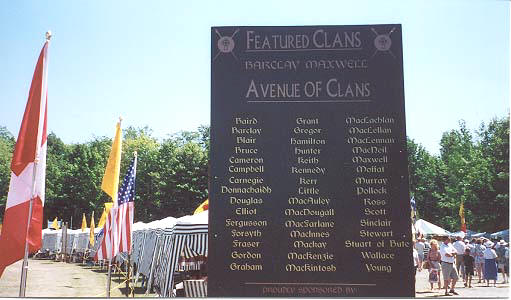 FEATURED CLANS
BARCLAY MAXWELL
AVENUE OF CLANS
Baird Grant MacLachlan
Barclay Gregor MacLellan
Blair Hamilton MacLennan
Bruce Hunter MacNeil
Cameron Keith Maxwell
Campbell Kennedy Moffat
Carnegie Kerr Murray
Donnachaidh Little Pollock
Douglas MacAuley Ross
Elliot MacDougall Scott
Fergusson MacFarlane Sinclair
Forsyth MacInnes Stewart
Fraser Mackay Stuart of Bute
Gordon MacKenzie Wallace
Graham MacKintosh Young
PROUDLY SPONSORED BY: